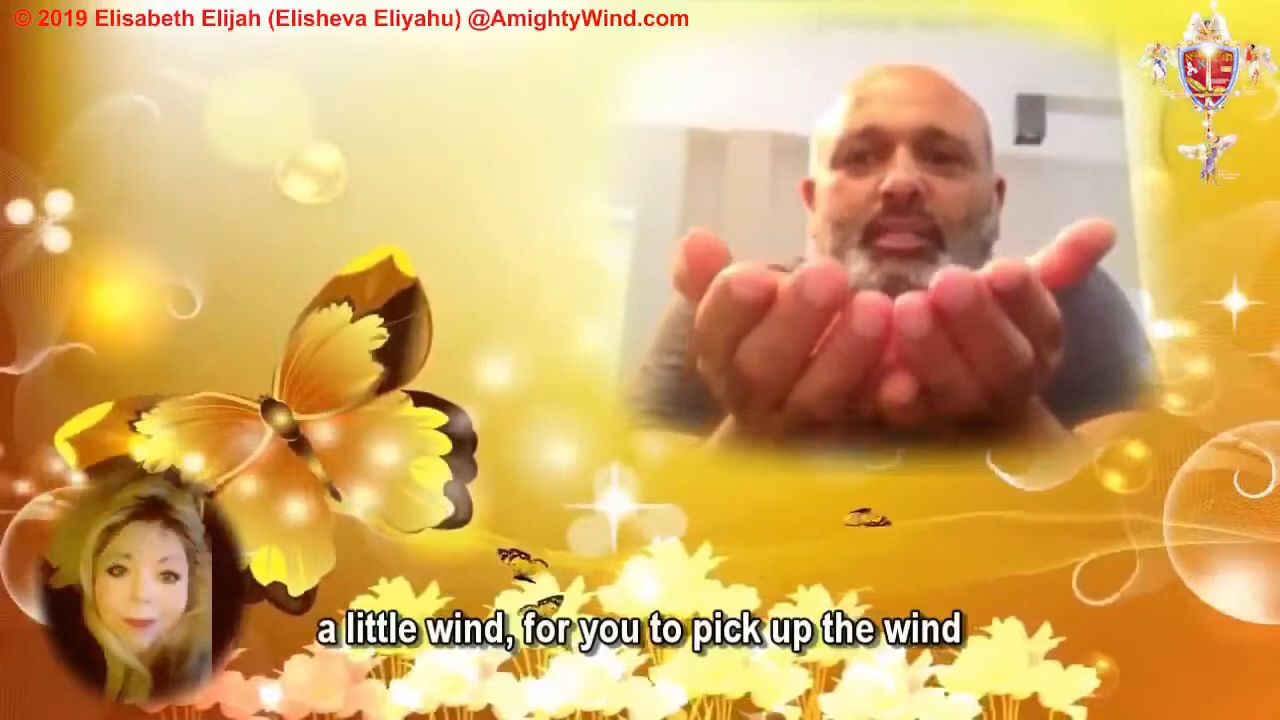 © 2019 Elisabeth Elijah (Elisheva Eliyahu) @AmightyWind.com
a little wind, for you to pick up the wind